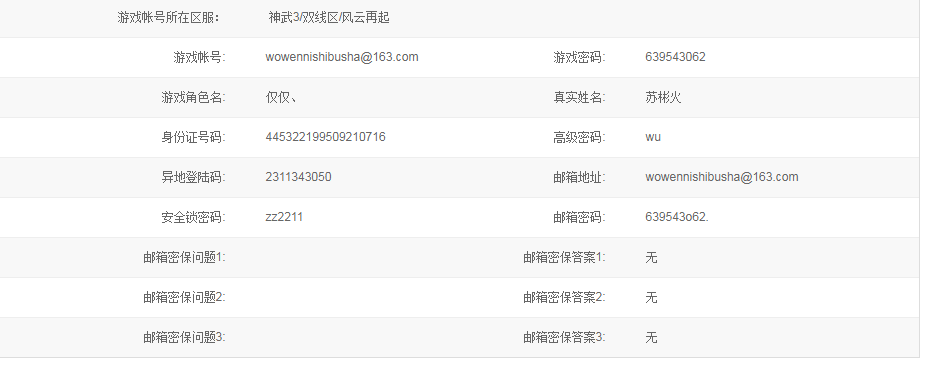 游戏帐号所在区服： 神武3/双线区/风云再起
游戏帐号: wowennishibusha@163.com 游戏密码: 639543062
游戏角色名: 仅仅、 真实姓名: 苏彬火
身份证号码: 445322199509210716 高级密码: wu
异地登陆码: 2311343050 邮箱地址: wowennishibusha@163.com
安全锁密码: zz2211 邮箱密码: 639543o62.
邮箱密保问题1: 邮箱密保答案1: 无
邮箱密保问题2: 邮箱密保答案2: 无
邮箱密保问题3: 邮箱密保答案3: 无